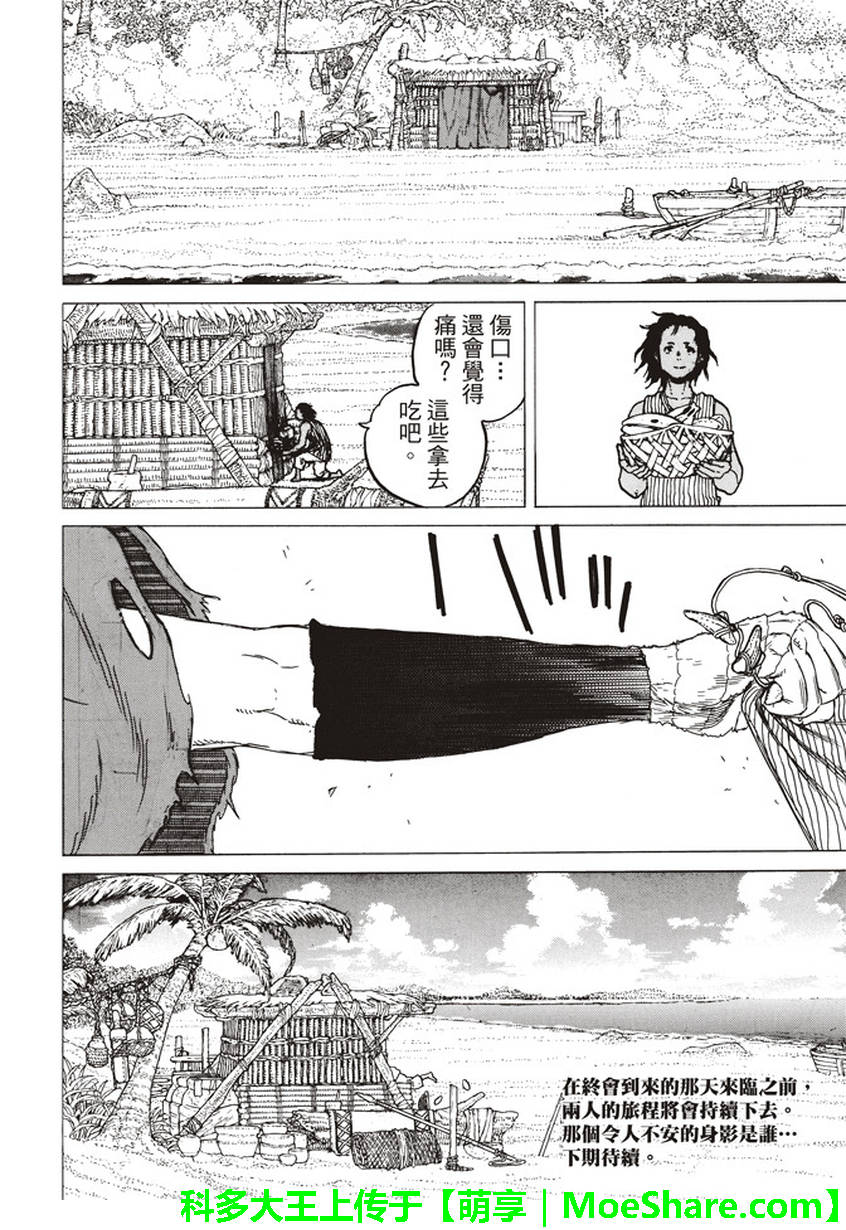 傷口…
還會覺得
痛嗎？
這些拿去
吃吧。
在終會到來的那天來臨之前，
兩人的旅程將會持續下去。
那個令人不安的身影是誰…
下期待續。
科多大王上传于【萌享｜MoeShare.com】